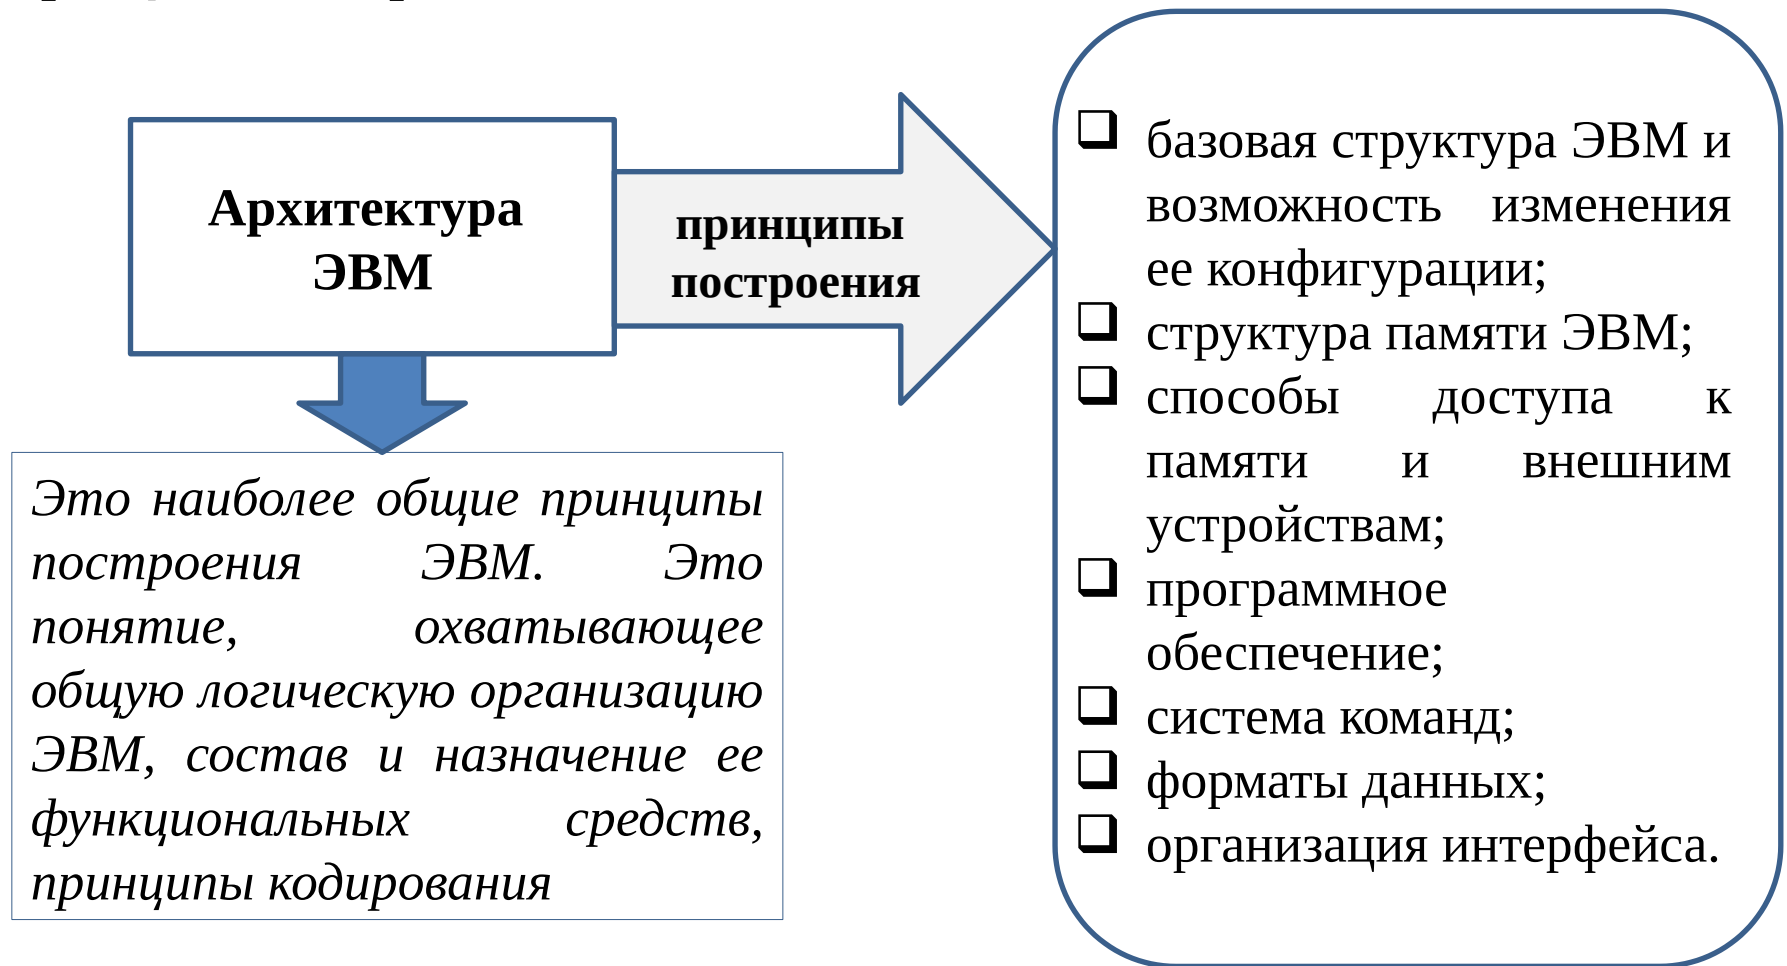 Архитектура
ЭВМ
принципы
построения
Это наиболее общие принципы
построения ЭВМ. Это
понятие, охватывающее
общую логическую организацию
ЭВМ, состав и назначение ее
функциональных средств,
принципы кодирования
базовая структура ЭВМ и
возможность изменения
ее конфигурации;
структура памяти ЭВМ;
способы доступа к
памяти и внешним
устройствам;
программное
обеспечение;
система команд;
форматы данных;
организация интерфейса.